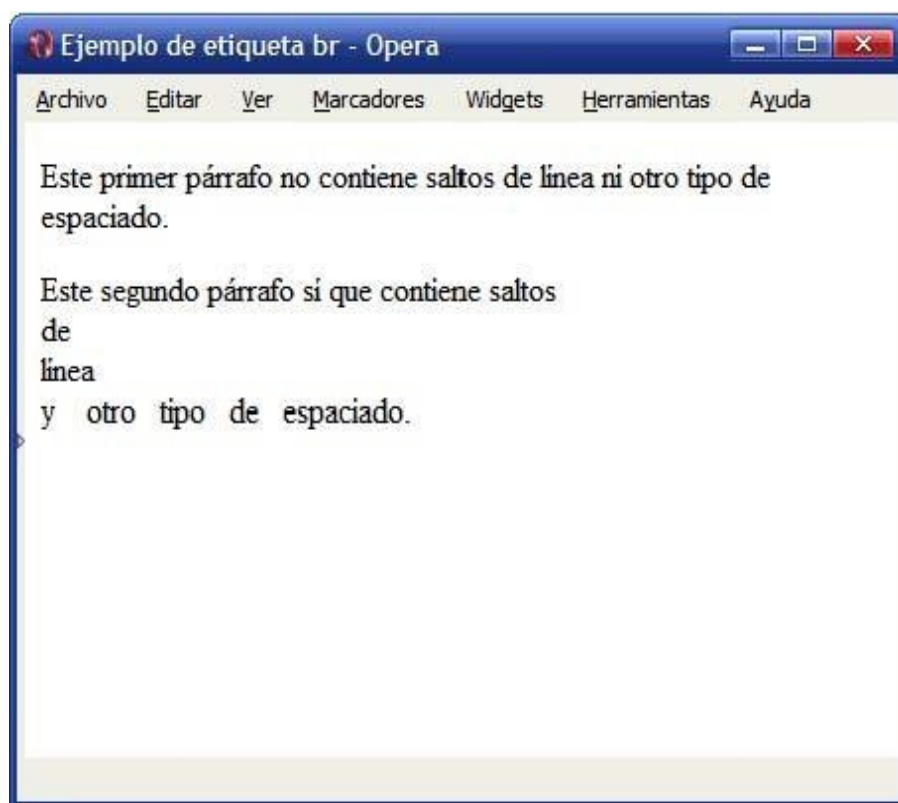 Ejemplo de etiqueta br - Opera
Archivo Editar Ver Marcadores Widgets Herramientas Ayuda
Este primer párrafo no contiene saltos de línea ni otro tipo de
espaciado.
Este segundo párrafo sí que contiene saltos
de
línea
y otro tipo de espaciado.